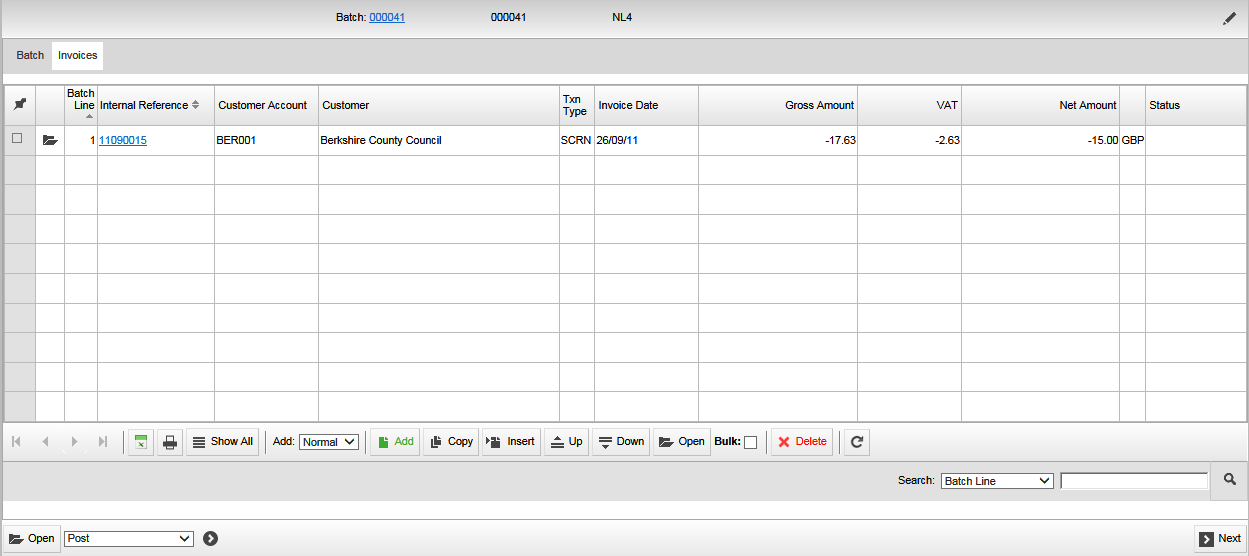 Batch: 000041 000041 NL4
Batch Invoices
Batch Line Internal Reference Customer Account Customer Txn Type Invoice Date Gross Amount VAT Net Amount Status
1 11090015 BER001 Berkshire County Council SCRN 26/09/11 -17.63 -2.63 -15.00 GBP
Show All Add: Normal Add Copy Insert Up Down Open Bulk: Delete
Search: Batch Line
Open Post Next